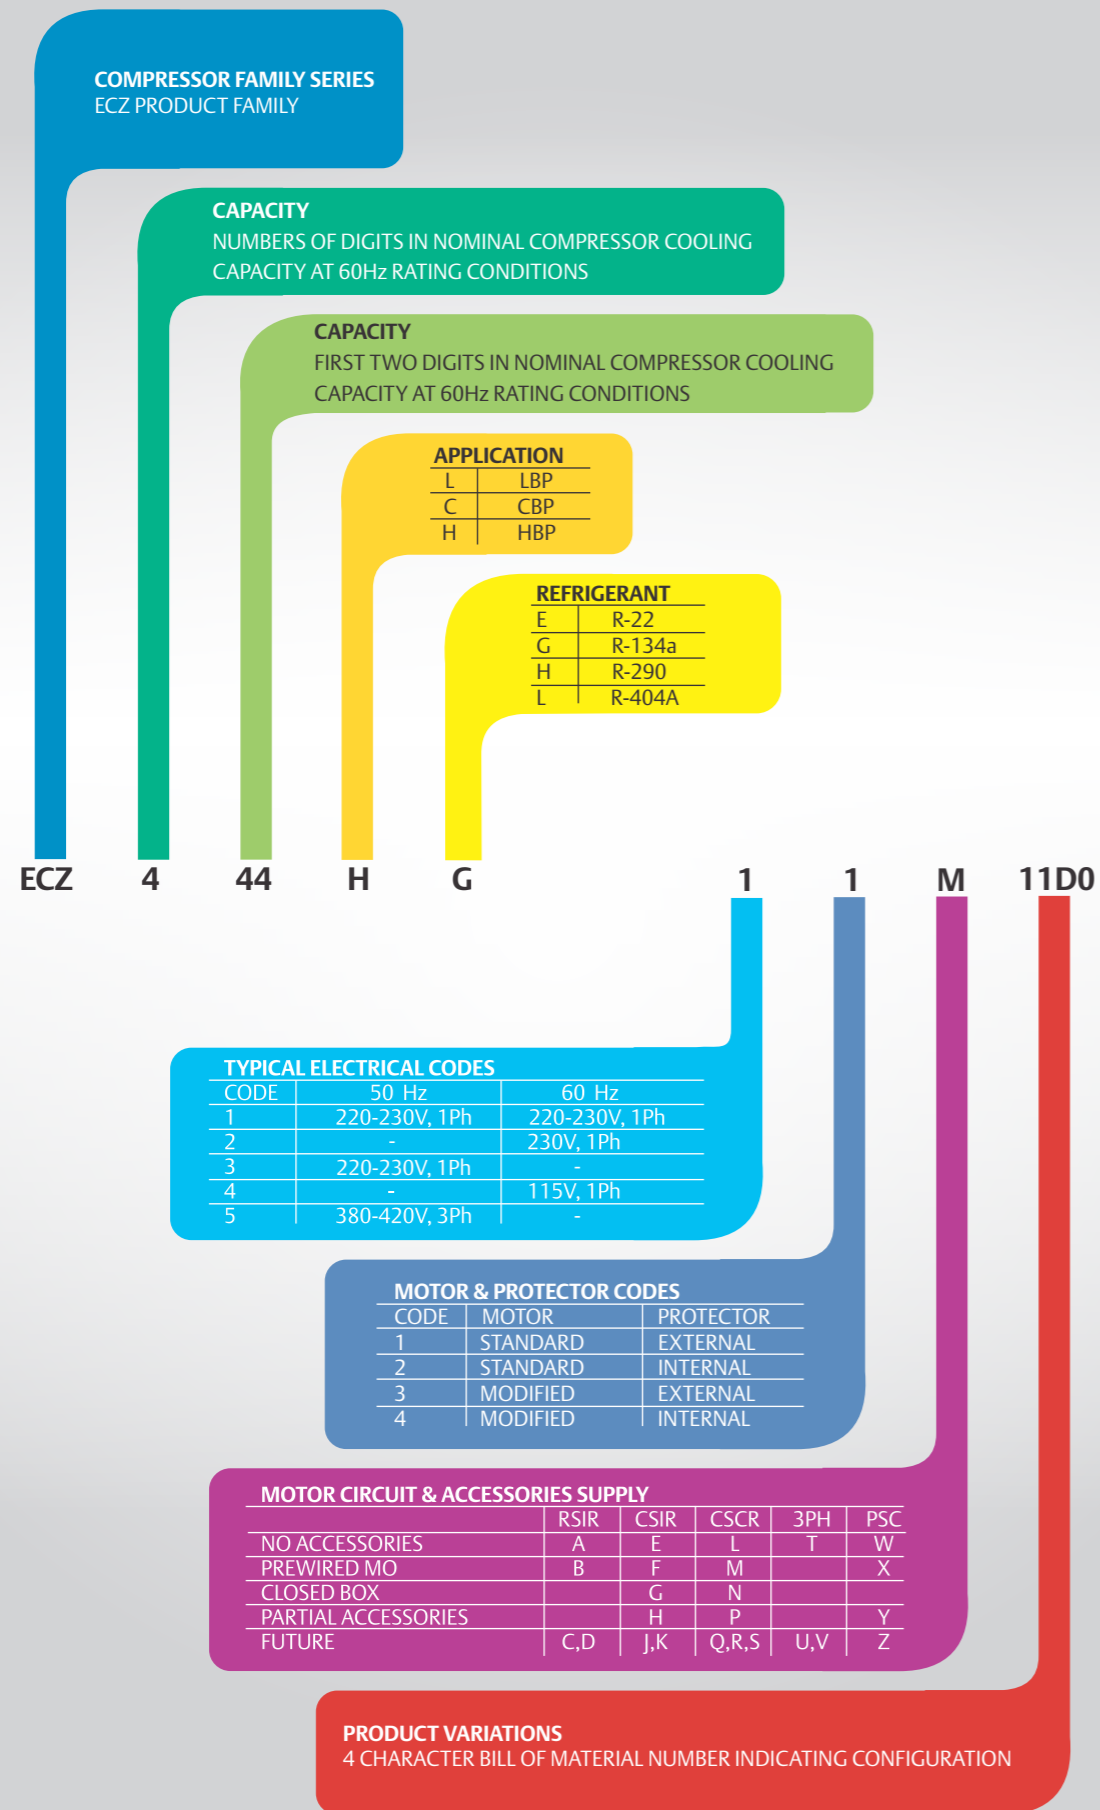 COMPRESSOR FAMILY SERIES
ECZ PRODUCT FAMILY
CAPACITY
NUMBERS OF DIGITS IN NOMINAL COMPRESSOR COOLING
CAPACITY AT 60Hz RATING CONDITIONS
CAPACITY
FIRST TWO DIGITS IN NOMINAL COMPRESSOR COOLING
CAPACITY AT 60Hz RATING CONDITIONS
APPLICATION
L LBP
C CBP
H HBP
REFRIGERANT
E R-22
G R-134a
H R-290
L R-404A
ECZ 4 44 H G 1 1 M 11D0
TYPICAL ELECTRICAL CODES
CODE 50 Hz 60 Hz
1 220-230V, 1Ph 220-230V, 1Ph
2 - 230V, 1Ph
3 220-230V, 1Ph -
4 - 115V, 1Ph
5 380-420V, 3Ph -
MOTOR & PROTECTOR CODES
CODE MOTOR PROTECTOR
1 STANDARD EXTERNAL
2 STANDARD INTERNAL
3 MODIFIED EXTERNAL
4 MODIFIED INTERNAL
MOTOR CIRCUIT & ACCESSORIES SUPPLY
RSIR CSIR CSCR 3PH PSC
NO ACCESSORIES A E L T W
PREWIRED MO B F M X
CLOSED BOX G N
PARTIAL ACCESSORIES H P Y
FUTURE C,D J,K Q,R,S U,V Z
PRODUCT VARIATIONS
4 CHARACTER BILL OF MATERIAL NUMBER INDICATING CONFIGURATION